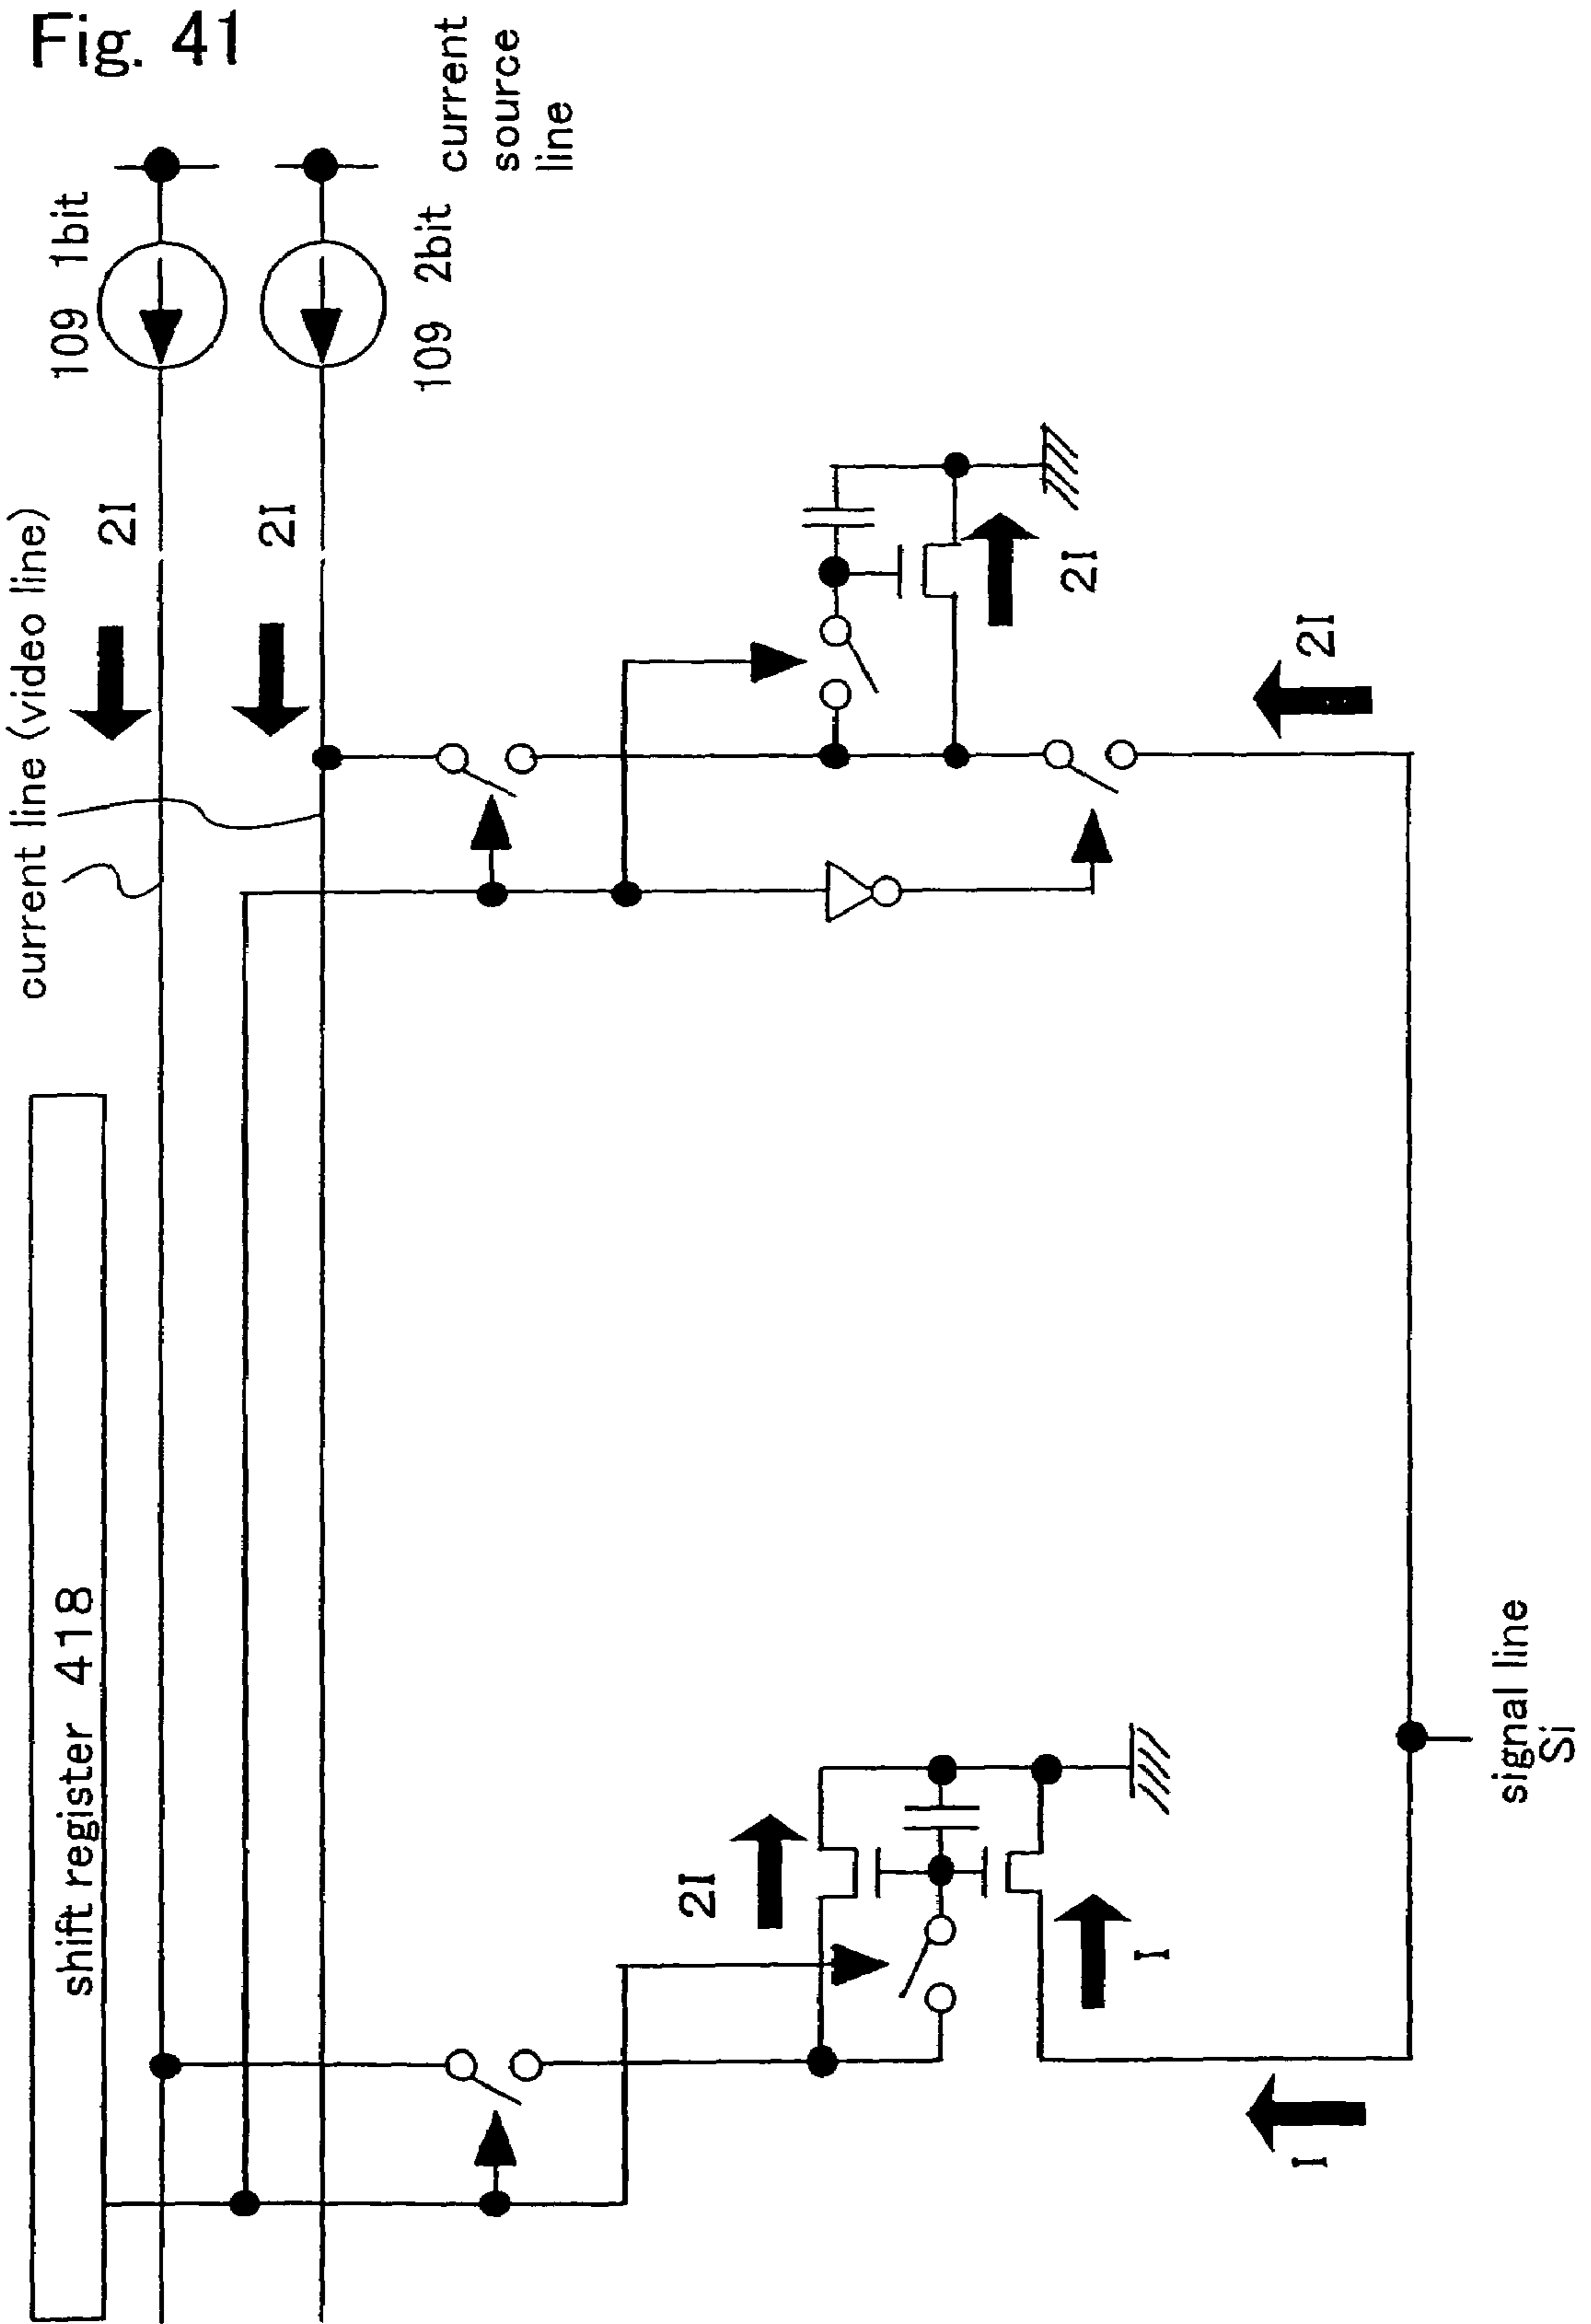 Fig. 41
current line (video line)
109 1bit
2I
2I
109 2bit
current
source
line
shift register 418
2I
2I
2I
I
I
signal line
Si